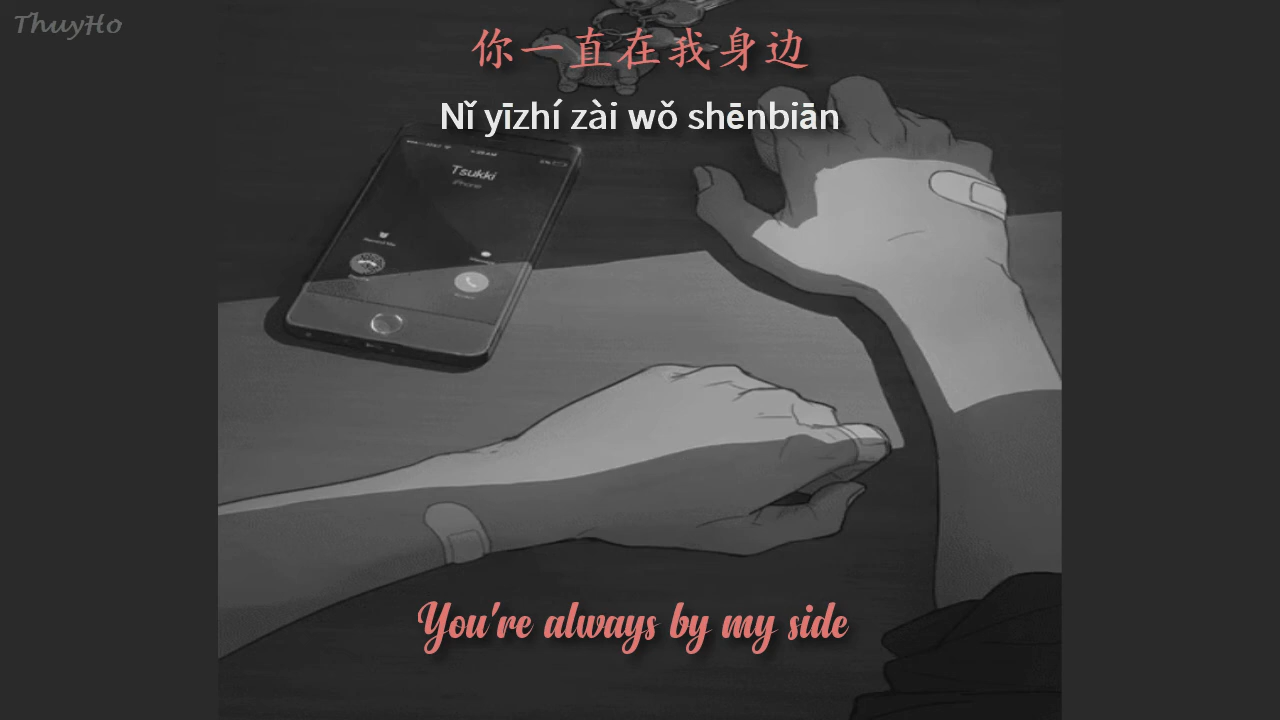 ThuyHo
你一直在我身边
Nǐ yīzhí zài wǒ shēnbiān
Tsukki
iPhone
You're always by my side